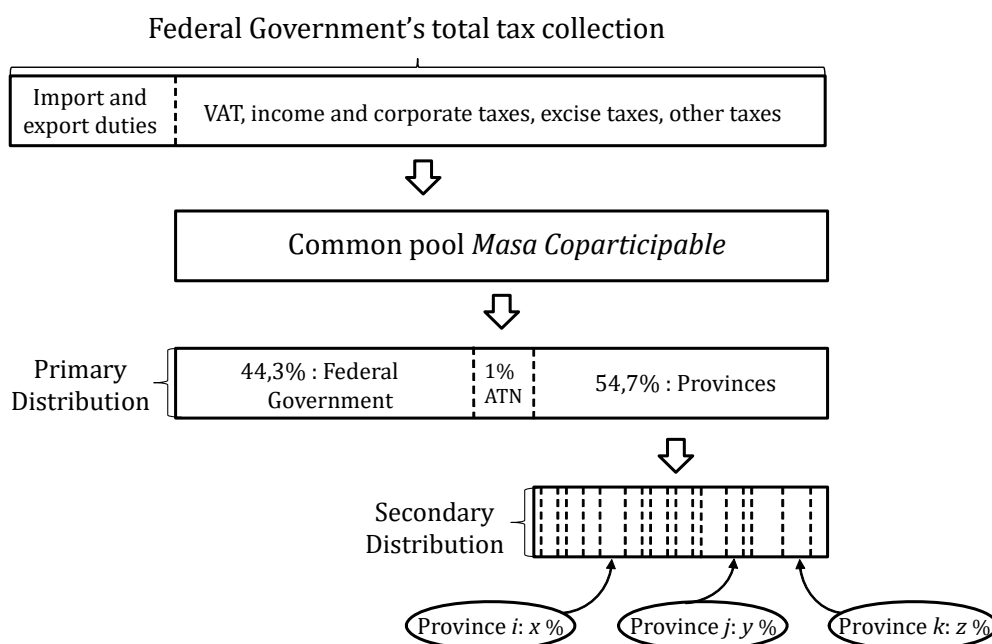 Federal Government's total tax collection
Import and
export duties
VAT, income and corporate taxes, excise taxes, other taxes
Common pool Masa Coparticipable
Primary
Distribution
44,3% : Federal
Government
1%
ATN
54,7% : Provinces
Secondary
Distribution
Province i: x %
Province j: y %
Province k: z %